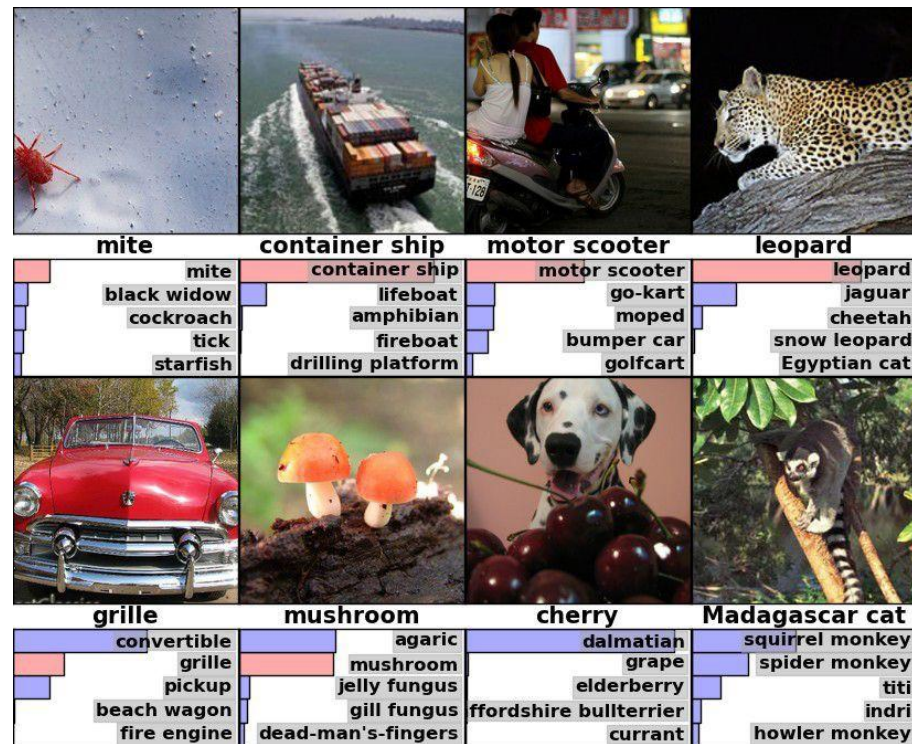 128
mite
container ship
motor scooter
leopard
mite
black widow
cockroach
tick
starfish
container ship
lifeboat
amphibian
fireboat
drilling platform
motor scooter
go-kart
moped
bumper car
golfcart
leopard
jaguar
cheetah
snow leopard
Egyptian cat
grille
mushroom
cherry
Madagascar cat
convertible
grille
pickup
beach wagon
fire engine
agaric
mushroom
jelly fungus
gill fungus
dead-man's-fingers
dalmatian
grape
elderberry
ffordshire bullterrier
currant
squirrel monkey
spider monkey
titi
indri
howler monkey